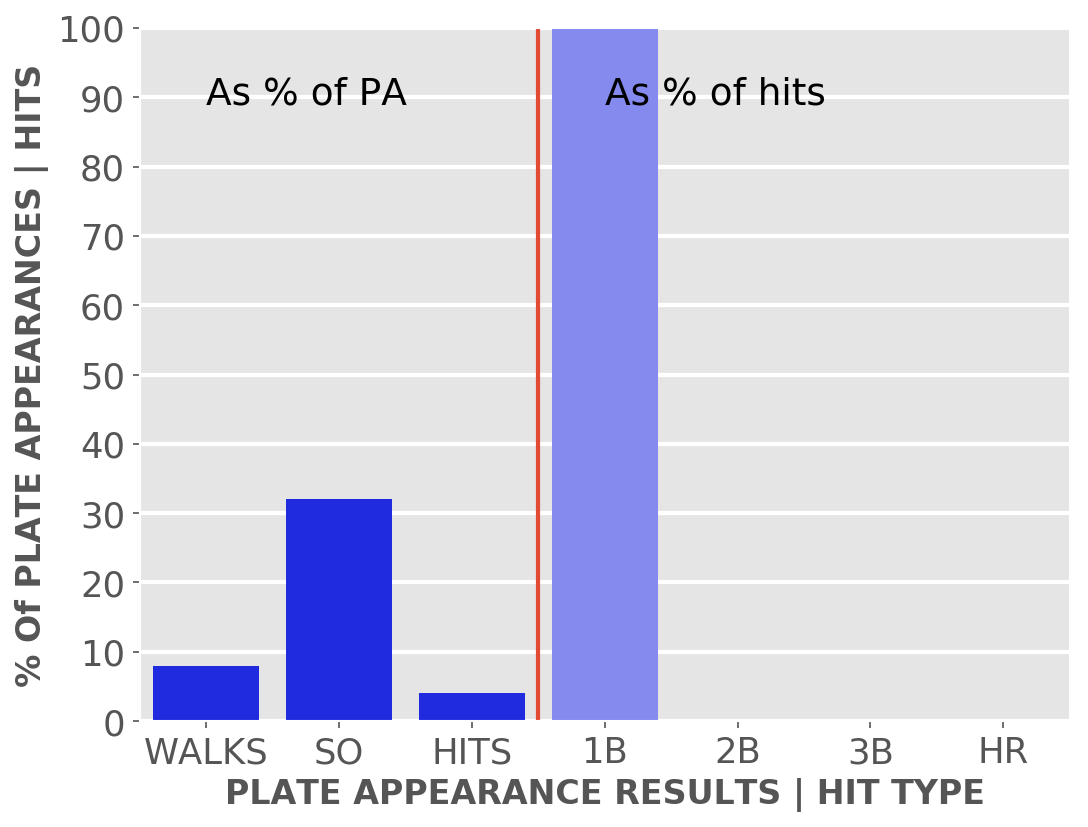 % Of PLATE APPEARANCES | HITS
100
90
80
70
60
50
40
30
20
10
0
As % of PA
As % of hits
WALKS SO HITS 1B 2B 3B HR
PLATE APPEARANCE RESULTS | HIT TYPE